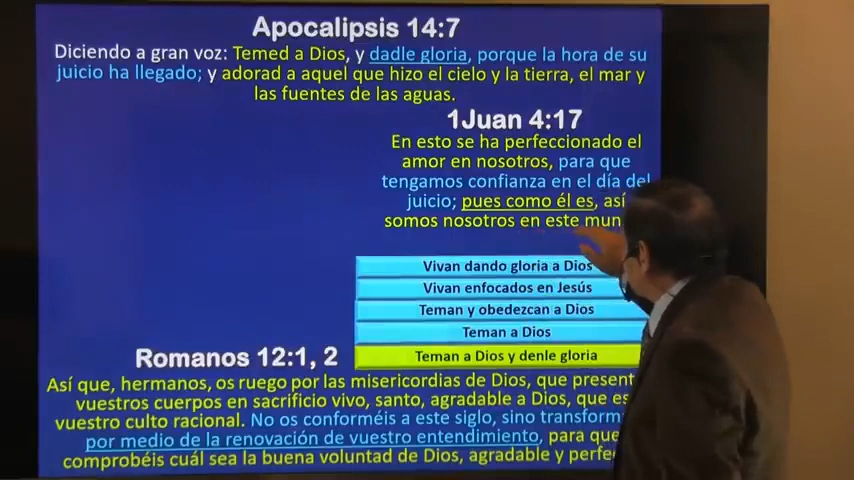 Apocalipsis 14:7
Diciendo a gran voz: Temed a Dios, y dadle gloria, porque la hora de su
juicio ha llegado; y adorad a aquel que hizo el cielo y la tierra, el mar y
las fuentes de las aguas.
1Juan 4:17
En esto se ha perfeccionado el
amor en nosotros, para que
tengamos confianza en el día del
juicio; pues como él es, así
somos nosotros en este mun
Vivan dando gloria a Dios
Vivan enfocados en Jesús
Teman y obedezcan a Dios
Teman a Dios
Teman a Dios y denle gloria
Romanos 12:1, 2
Así que, hermanos, os ruego por las misericordias de Dios, que present
vuestros cuerpos en sacrificio vivo, santo, agradable a Dios, que es
vuestro culto racional. No os conforméis a este siglo, sino transform
por medio de la renovación de vuestro entendimiento, para que
comprobéis cuál sea la buena voluntad de Dios, agradable y perfe